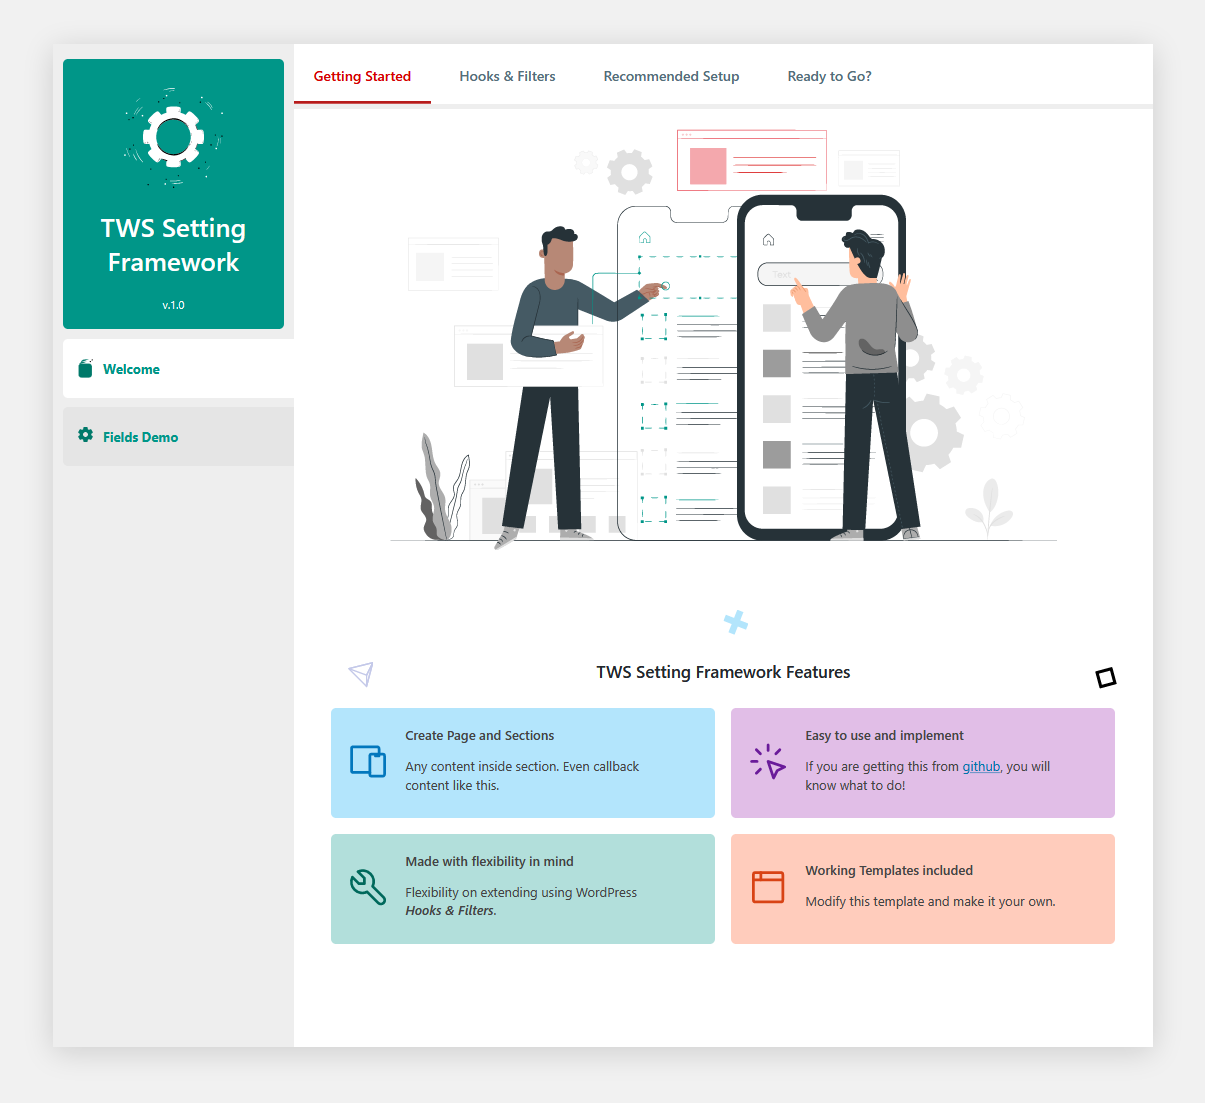 TWS Setting
Framework
v.1.0
Welcome
Fields Demo
Getting Started
Hooks & Filters
Recommended Setup
Ready to Go?
Text
TWS Setting Framework Features
Create Page and Sections
Any content inside section. Even callback
content like this.
Easy to use and implement
If you are getting this from github, you will
know what to do!
Made with flexibility in mind
Flexibility on extending using WordPress
Hooks & Filters.
Working Templates included
Modify this template and make it your own.